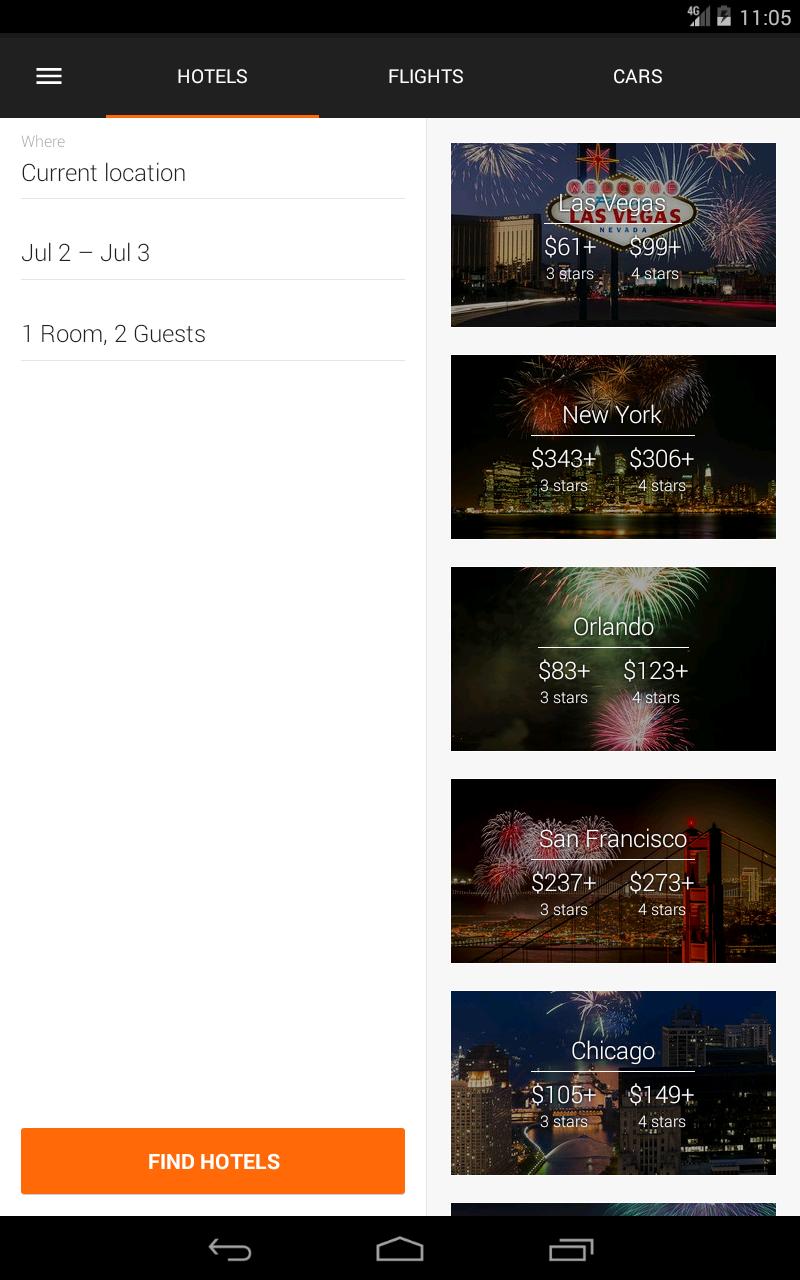 4G 11:05
HOTELS FLIGHTS CARS
Where
Current location
Jul 2 – Jul 3
1 Room, 2 Guests
FIND HOTELS
WELCOME
Las Vegas
LAS VEGAS
NEVADA
$61+ $99+
3 stars 4 stars
New York
$343+ $306+
3 stars 4 stars
Orlando
$83+ $123+
3 stars 4 stars
San Francisco
$237+ $273+
3 stars 4 stars
Chicago
$105+ $149+
3 stars 4 stars